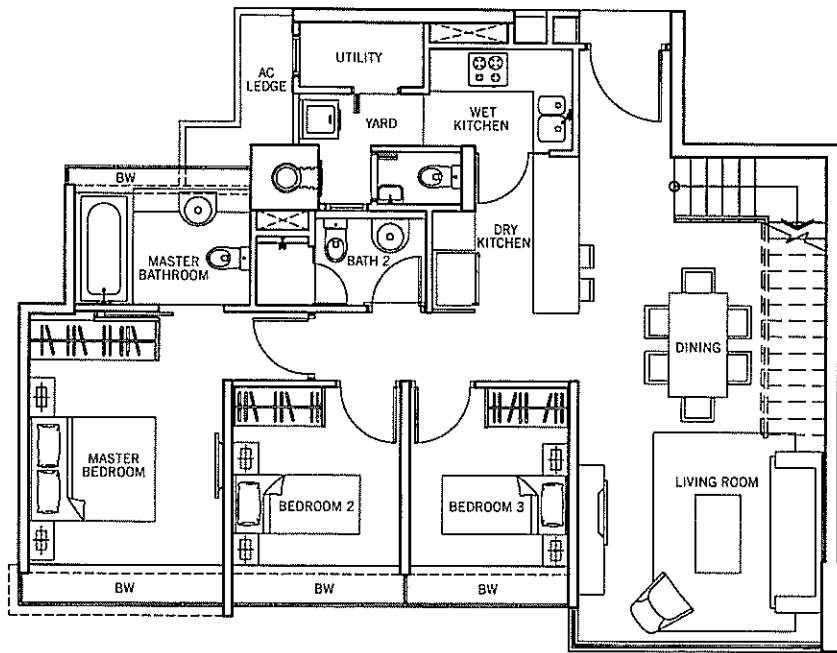 UTILITY
AC
LEDGE
YARD
WET
KITCHEN
BW
DRY
KITCHEN
MASTER
BATHROOM
BATH 2
DINING
MASTER
BEDROOM
BEDROOM 2
BEDROOM 3
LIVING ROOM
BW
BW
BW